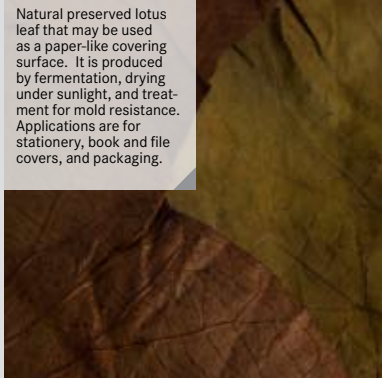 Natural preserved lotus
leaf that may be used
as a paper-like covering
surface.  It is produced
by fermentation, drying
under sunlight, and treat-
ment for mold resistance.
Applications are for
stationery, book and file
covers, and packaging.